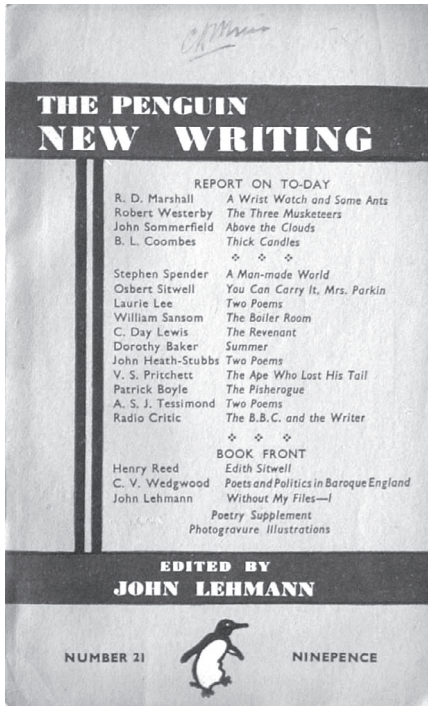 THE PENGUIN
NEW WRITING
REPORT ON TO-DAY
R. D. Marshall A Wrist Watch and Some Ants
Robert Westerby The Three Musketeers
John Sommerfield Above the Clouds
B. L. Coombes Thick Candles
Stephen Spender A Man-made World
Osbert Sitwell You Can Carry It, Mrs. Parkin
Laurie Lee Two Poems
William Sansom The Boiler Room
C. Day Lewis The Revenant
Dorothy Baker Summer
John Heath-Stubbs Two Poems
V. S. Pritchett The Ape Who Lost His Tail
Patrick Boyle The Pisherogue
A. S. J. Tessimond Two Poems
Radio Critic The B.B.C. and the Writer
BOOK FRONT
Henry Reed Edith Sitwell
C. V. Wedgwood Poets and Politics in Baroque England
John Lehmann Without My Files—I
Poetry Supplement
Photogravure Illustrations
EDITED BY
JOHN LEHMANN
NUMBER 21 NINEPENCE